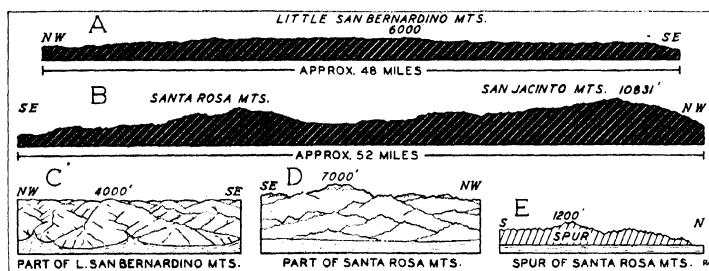 A
LITTLE SAN BERNARDINO MTS.
NW 6000' SE
APPROX. 48 MILES
B
SAN JACINTO MTS. 10831'
SE SANTA ROSA MTS. NW
APPROX. 52 MILES
C'
NW 4000' SE
PART OF L. SAN BERNARDINO MTS.
D
SE 7000' NW
PART OF SANTA ROSA MTS.
E
S 1200' N
SPUR
SPUR OF SANTA ROSA MTS.